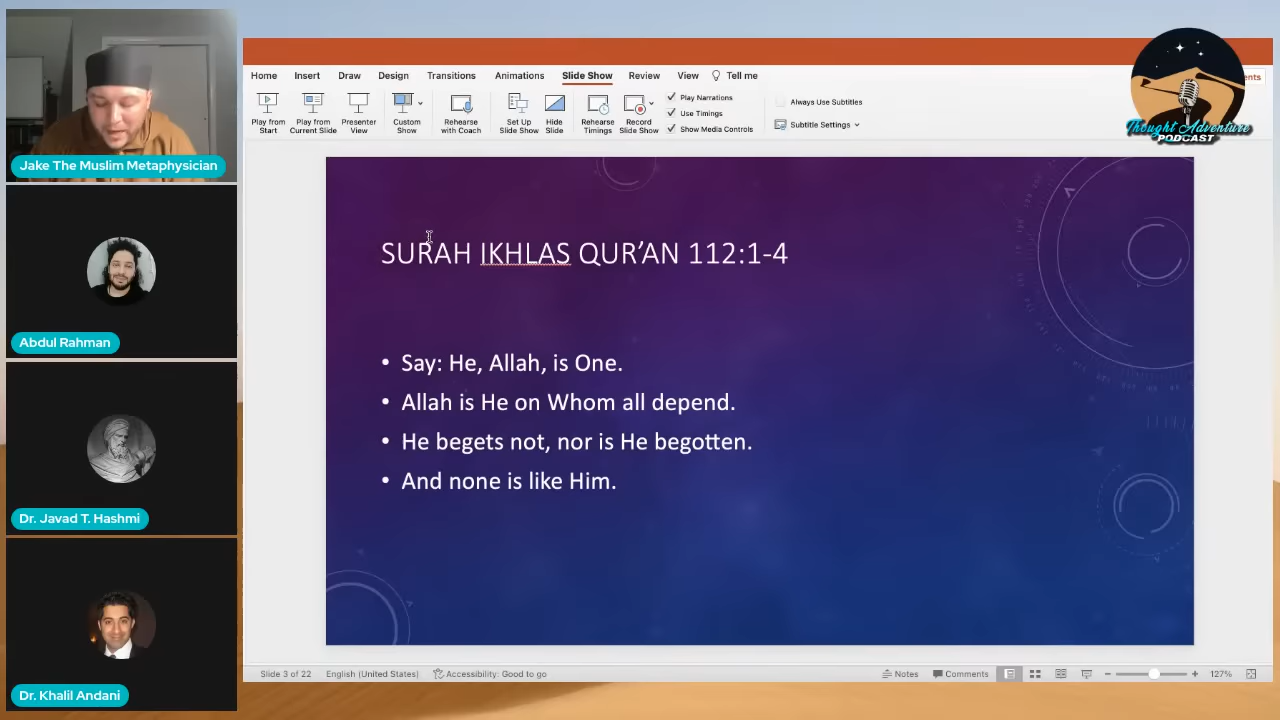 Jake The Muslim Metaphysician
Abdul Rahman
Dr. Javad T. Hashmi
Dr. Khalil Andani
Home Insert Draw Design Transitions Animations Slide Show Review View Tell me
Play from Start
Play from Current Slide
Presenter View
Custom Show
Rehearse with Coach
Set Up Slide Show
Hide Slide
Rehearse Timings
Record Slide Show
Play Narrations
Use Timings
Show Media Controls
Always Use Subtitles
Subtitle Settings
Thought Adventure
PODCAST
SURAH IKHLAS QUR’AN 112:1-4
• Say: He, Allah, is One.
• Allah is He on Whom all depend.
• He begets not, nor is He begotten.
• And none is like Him.
Slide 3 of 22 English (United States) Accessibility: Good to go Notes Comments 127%